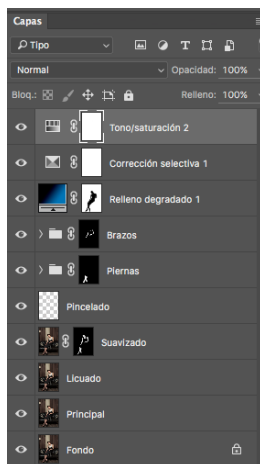 Capas
Tipo
Normal Opacidad: 100%
Bloq.: Relleno: 100%
Tono/saturación 2
Corrección selectiva 1
Relleno degradado 1
Brazos
Piernas
Pincelado
Suavizado
Licuado
Principal
Fondo